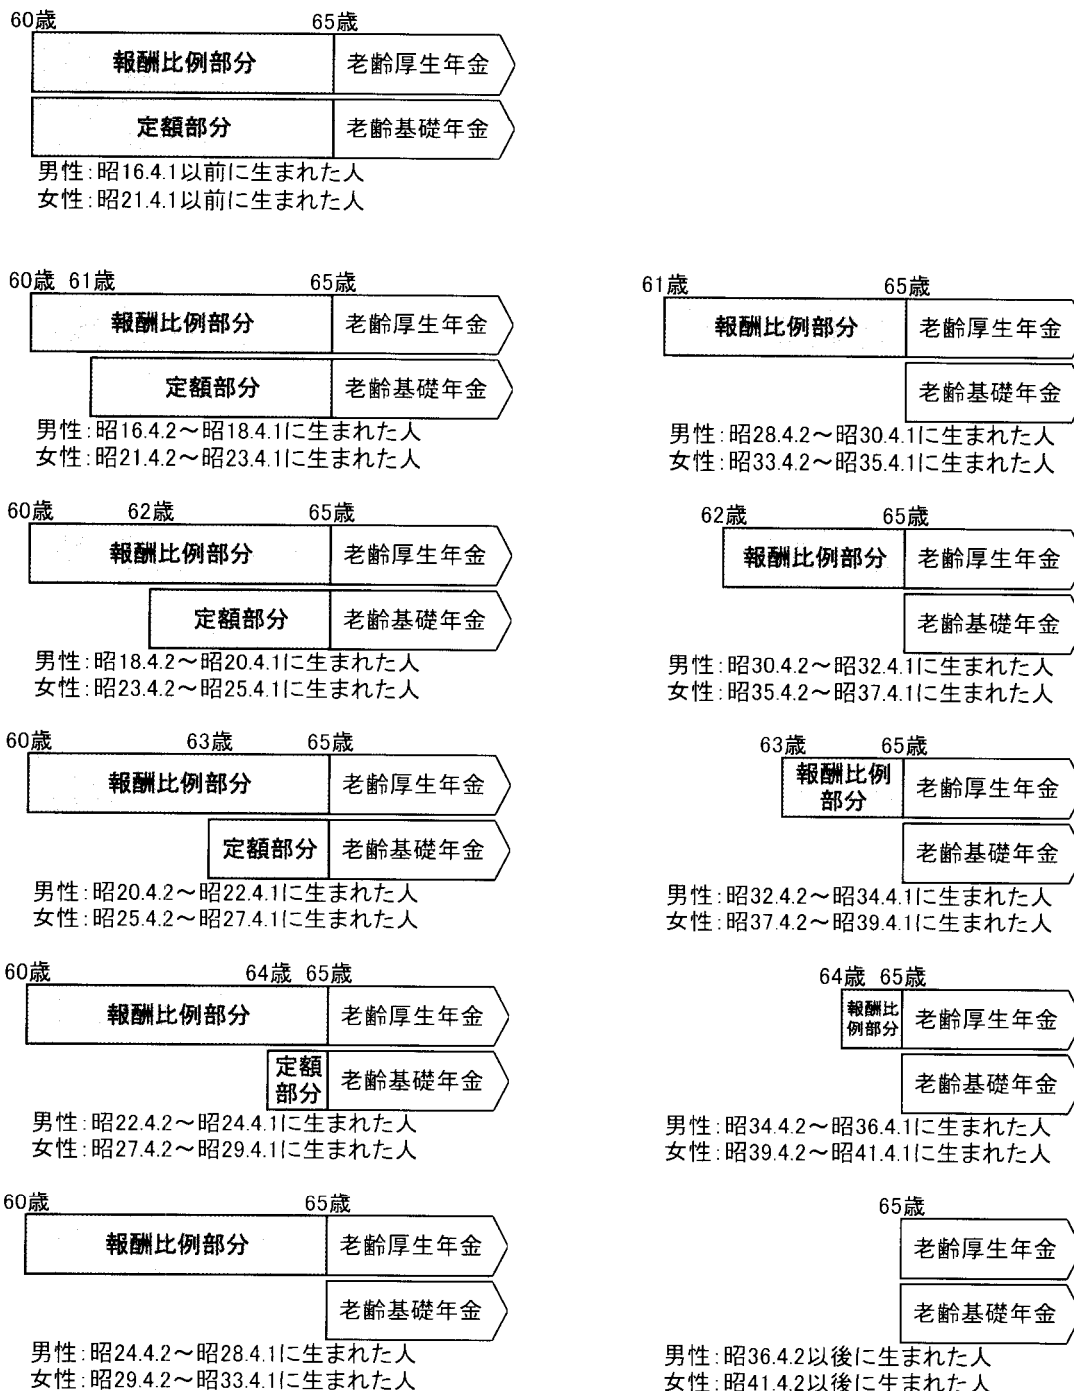 60歳 65歳
報酬比例部分 老齢厚生年金
定額部分 老齢基礎年金
男性:昭16.4.1以前に生まれた人
女性:昭21.4.1以前に生まれた人
60歳 61歳 65歳
報酬比例部分 老齢厚生年金
定額部分 老齢基礎年金
男性:昭16.4.2～昭18.4.1に生まれた人
女性:昭21.4.2～昭23.4.1に生まれた人
60歳 62歳 65歳
報酬比例部分 老齢厚生年金
定額部分 老齢基礎年金
男性:昭18.4.2～昭20.4.1に生まれた人
女性:昭23.4.2～昭25.4.1に生まれた人
60歳 63歳 65歳
報酬比例部分 老齢厚生年金
定額部分 老齢基礎年金
男性:昭20.4.2～昭22.4.1に生まれた人
女性:昭25.4.2～昭27.4.1に生まれた人
60歳 64歳 65歳
報酬比例部分 老齢厚生年金
定額
部分 老齢基礎年金
男性:昭22.4.2～昭24.4.1に生まれた人
女性:昭27.4.2～昭29.4.1に生まれた人
60歳 65歳
報酬比例部分 老齢厚生年金
老齢基礎年金
男性:昭24.4.2～昭28.4.1に生まれた人
女性:昭29.4.2～昭33.4.1に生まれた人
61歳 65歳
報酬比例部分 老齢厚生年金
老齢基礎年金
男性:昭28.4.2～昭30.4.1に生まれた人
女性:昭33.4.2～昭35.4.1に生まれた人
62歳 65歳
報酬比例部分 老齢厚生年金
老齢基礎年金
男性:昭30.4.2～昭32.4.1に生まれた人
女性:昭35.4.2～昭37.4.1に生まれた人
63歳 65歳
報酬比例
部分 老齢厚生年金
老齢基礎年金
男性:昭32.4.2～昭34.4.1に生まれた人
女性:昭37.4.2～昭39.4.1に生まれた人
64歳 65歳
報酬比
例部分 老齢厚生年金
老齢基礎年金
男性:昭34.4.2～昭36.4.1に生まれた人
女性:昭39.4.2～昭41.4.1に生まれた人
65歳
老齢厚生年金
老齢基礎年金
男性:昭36.4.2以後に生まれた人
女性:昭41.4.2以後に生まれた人